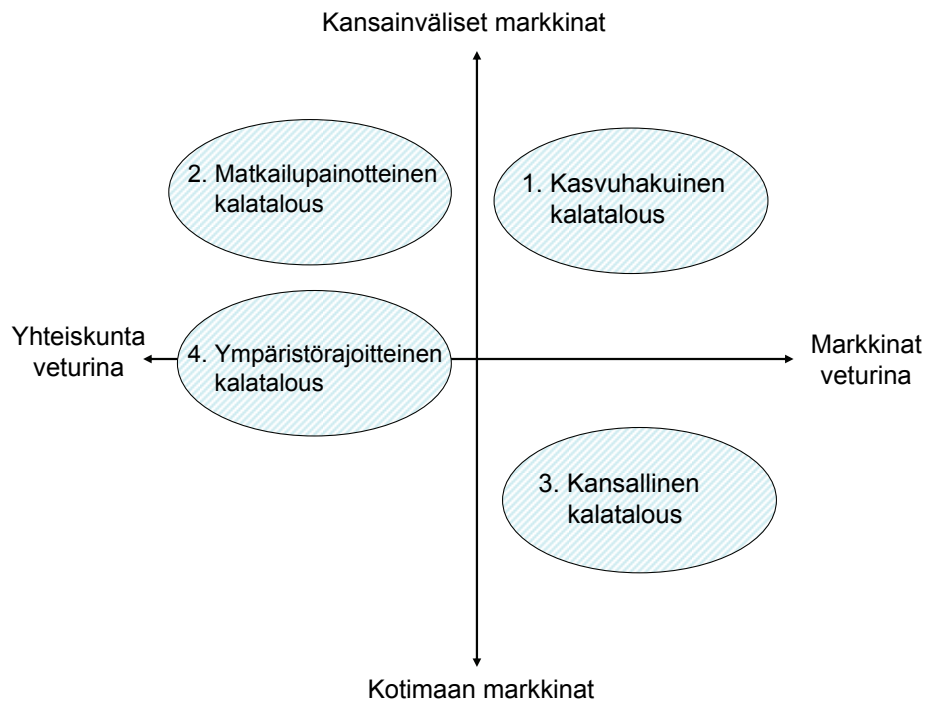 Kansainväliset markkinat
2. Matkailupainotteinen
kalatalous
1. Kasvuhakuinen
kalatalous
Yhteiskunta
veturina
4. Ympäristörajoitteinen
kalatalous
Markkinat
veturina
3. Kansallinen
kalatalous
Kotimaan markkinat